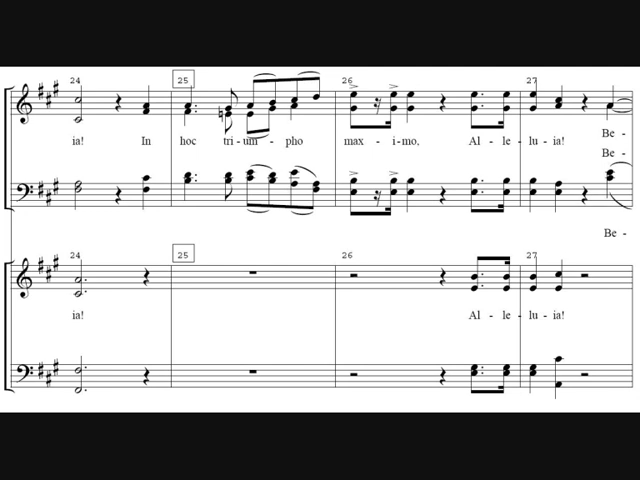 24 25 26 27
ia! In hoc tri - um - pho max - i-mo, Al - le - lu - ia! Be -
Be -
Be -
24 25 26 27
ia! Al - le - lu - ia!